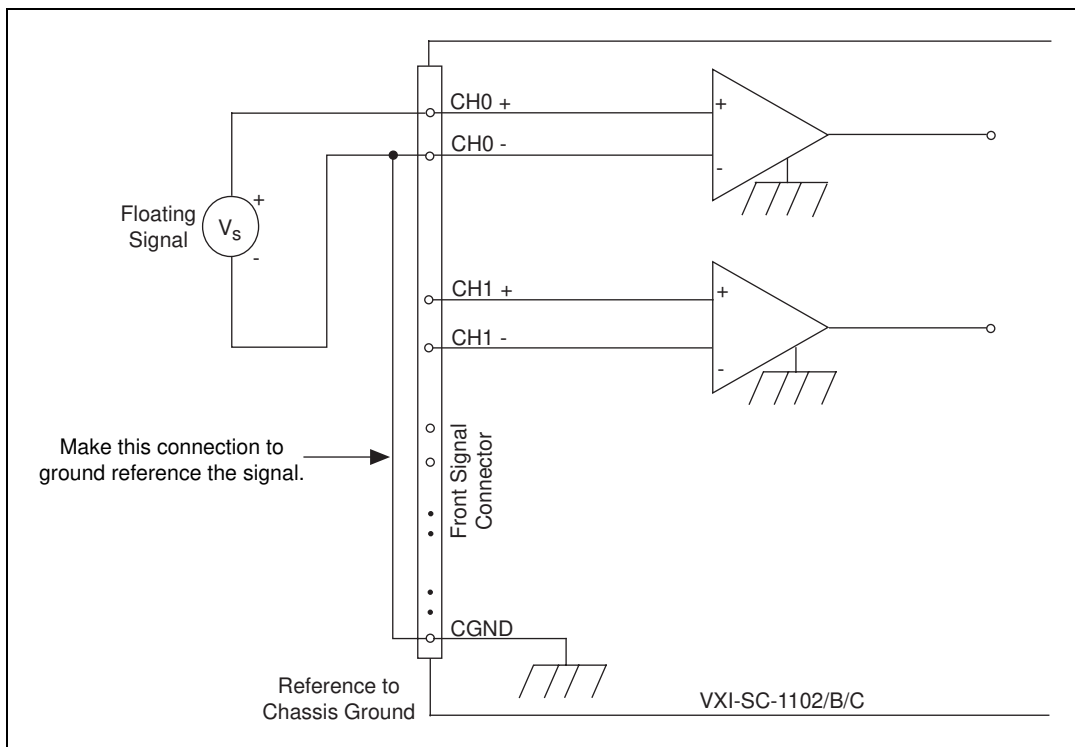 CH0 +
CH0 -
+
-
Floating
Signal
Vs
+
-
CH1 +
CH1 -
+
-
Make this connection to
ground reference the signal.
Front Signal
Connector
CGND
Reference to
Chassis Ground
VXI-SC-1102/B/C